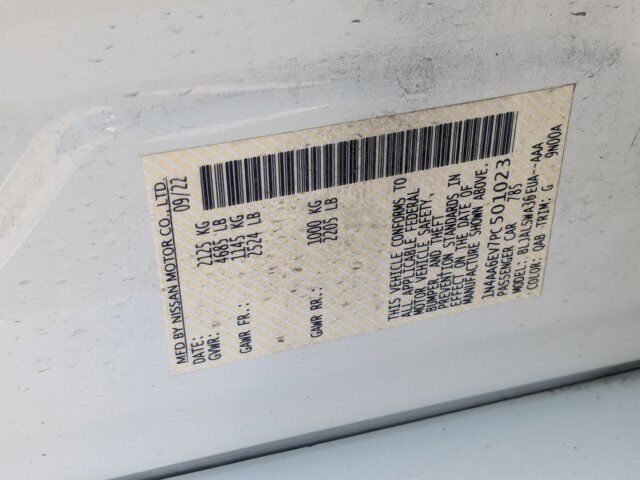 MFD BY NISSAN MOTOR CO., LTD.
DATE: 09/22
GVWR: 2125 KG
4685 LB
GAWR FR.: 1145 KG
2524 LB
GAWR RR.: 1000 KG
2205 LB
THIS VEHICLE CONFORMS TO
ALL APPLICABLE FEDERAL
MOTOR VEHICLE SAFETY,
BUMPER AND THEFT
PREVENTION STANDARDS IN
EFFECT ON THE DATE OF
MANUFACTURE SHOWN ABOVE.
1N4AA6EV7PC501023
PASSENGER CAR 785
MODEL: BLJALSWA36EUA--AAA
COLOR: QAB TRIM: G 9N00A